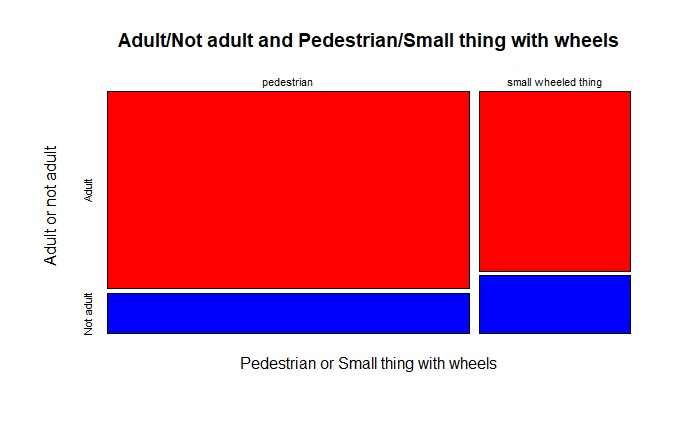 Adult/Not adult and Pedestrian/Small thing with wheels
pedestrian
small wheeled thing
Adult or not adult
Adult
Not adult
Pedestrian or Small thing with wheels